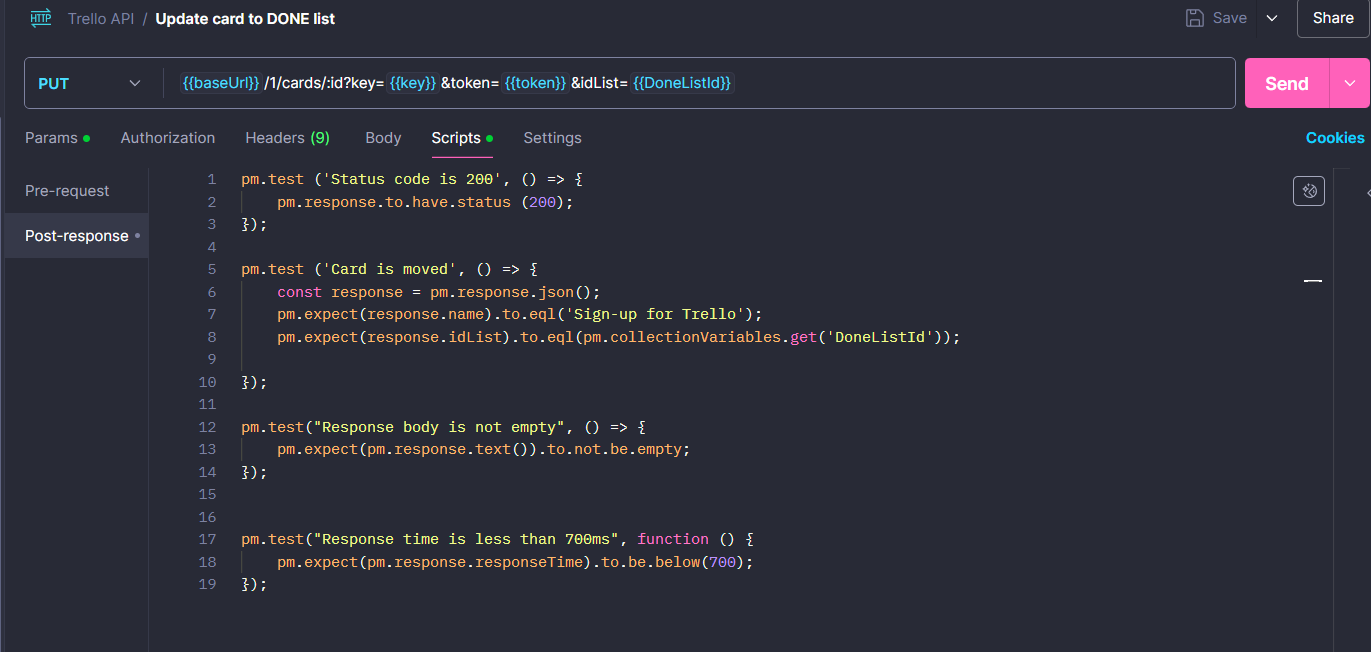 HTTP Trello API / Update card to DONE list Save Share
PUT {{baseUrl}} /1/cards/:id?key= {{key}} &token= {{token}} &idList= {{DoneListId}} Send
Params Authorization Headers (9) Body Scripts Settings Cookies
Pre-request
Post-response
1 pm.test ('Status code is 200', () => {
2 pm.response.to.have.status (200);
3 });
4
5 pm.test ('Card is moved', () => {
6 const response = pm.response.json();
7 pm.expect(response.name).to.eql('Sign-up for Trello');
8 pm.expect(response.idList).to.eql(pm.collectionVariables.get('DoneListId'));
9
10 });
11
12 pm.test("Response body is not empty", () => {
13 pm.expect(pm.response.text()).to.not.be.empty;
14 });
15
16
17 pm.test("Response time is less than 700ms", function () {
18 pm.expect(pm.response.responseTime).to.be.below(700);
19 });